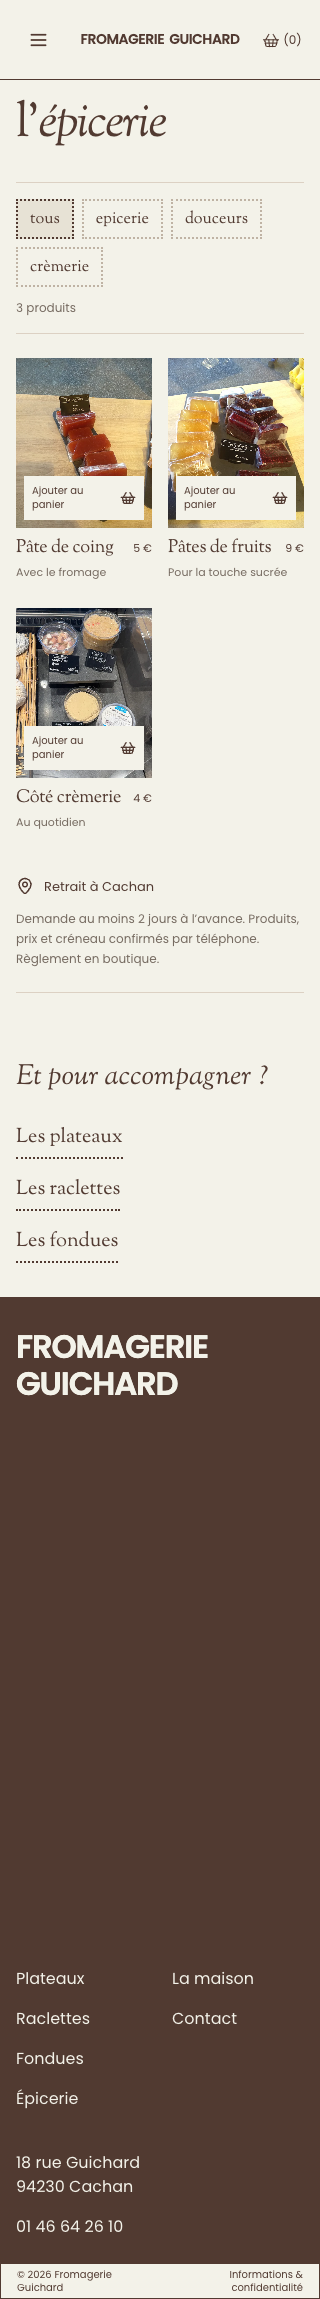 FROMAGERIE GUICHARD
(0)
l'épicerie
tous
epicerie
douceurs
crèmerie
3 produits
Ajouter au
panier
Ajouter au
panier
Pâte de coing
5 €
Pâtes de fruits
9 €
Avec le fromage
Pour la touche sucrée
Ajouter au
panier
Côté crèmerie
4 €
Au quotidien
Retrait à Cachan
Demande au moins 2 jours à l’avance. Produits,
prix et créneau confirmés par téléphone.
Règlement en boutique.
Et pour accompagner ?
Les plateaux
Les raclettes
Les fondues
FROMAGERIE
GUICHARD
Plateaux
La maison
Raclettes
Contact
Fondues
Épicerie
18 rue Guichard
94230 Cachan
01 46 64 26 10
© 2026 Fromagerie
Guichard
Informations &
confidentialité